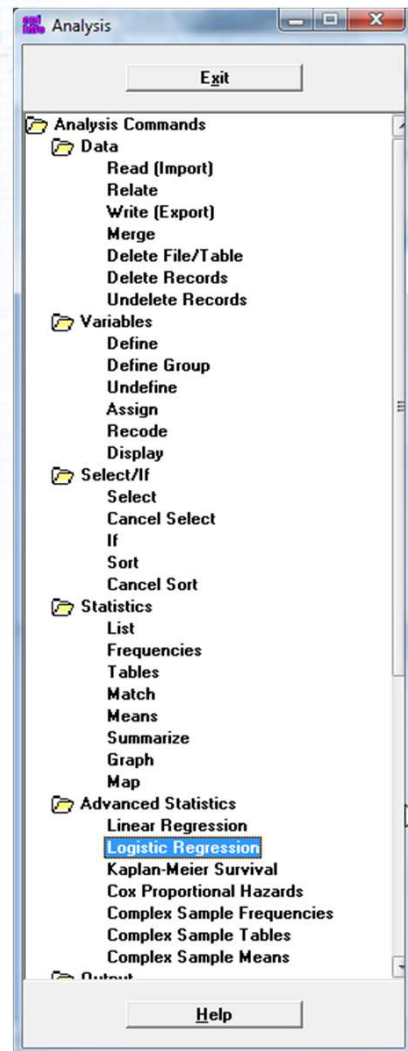 epi
info
Analysis
Exit
Analysis Commands
Data
Read (Import)
Relate
Write (Export)
Merge
Delete File/Table
Delete Records
Undelete Records
Variables
Define
Define Group
Undefine
Assign
Recode
Display
Select/If
Select
Cancel Select
If
Sort
Cancel Sort
Statistics
List
Frequencies
Tables
Match
Means
Summarize
Graph
Map
Advanced Statistics
Linear Regression
Logistic Regression
Kaplan-Meier Survival
Cox Proportional Hazards
Complex Sample Frequencies
Complex Sample Tables
Complex Sample Means
Output
Help